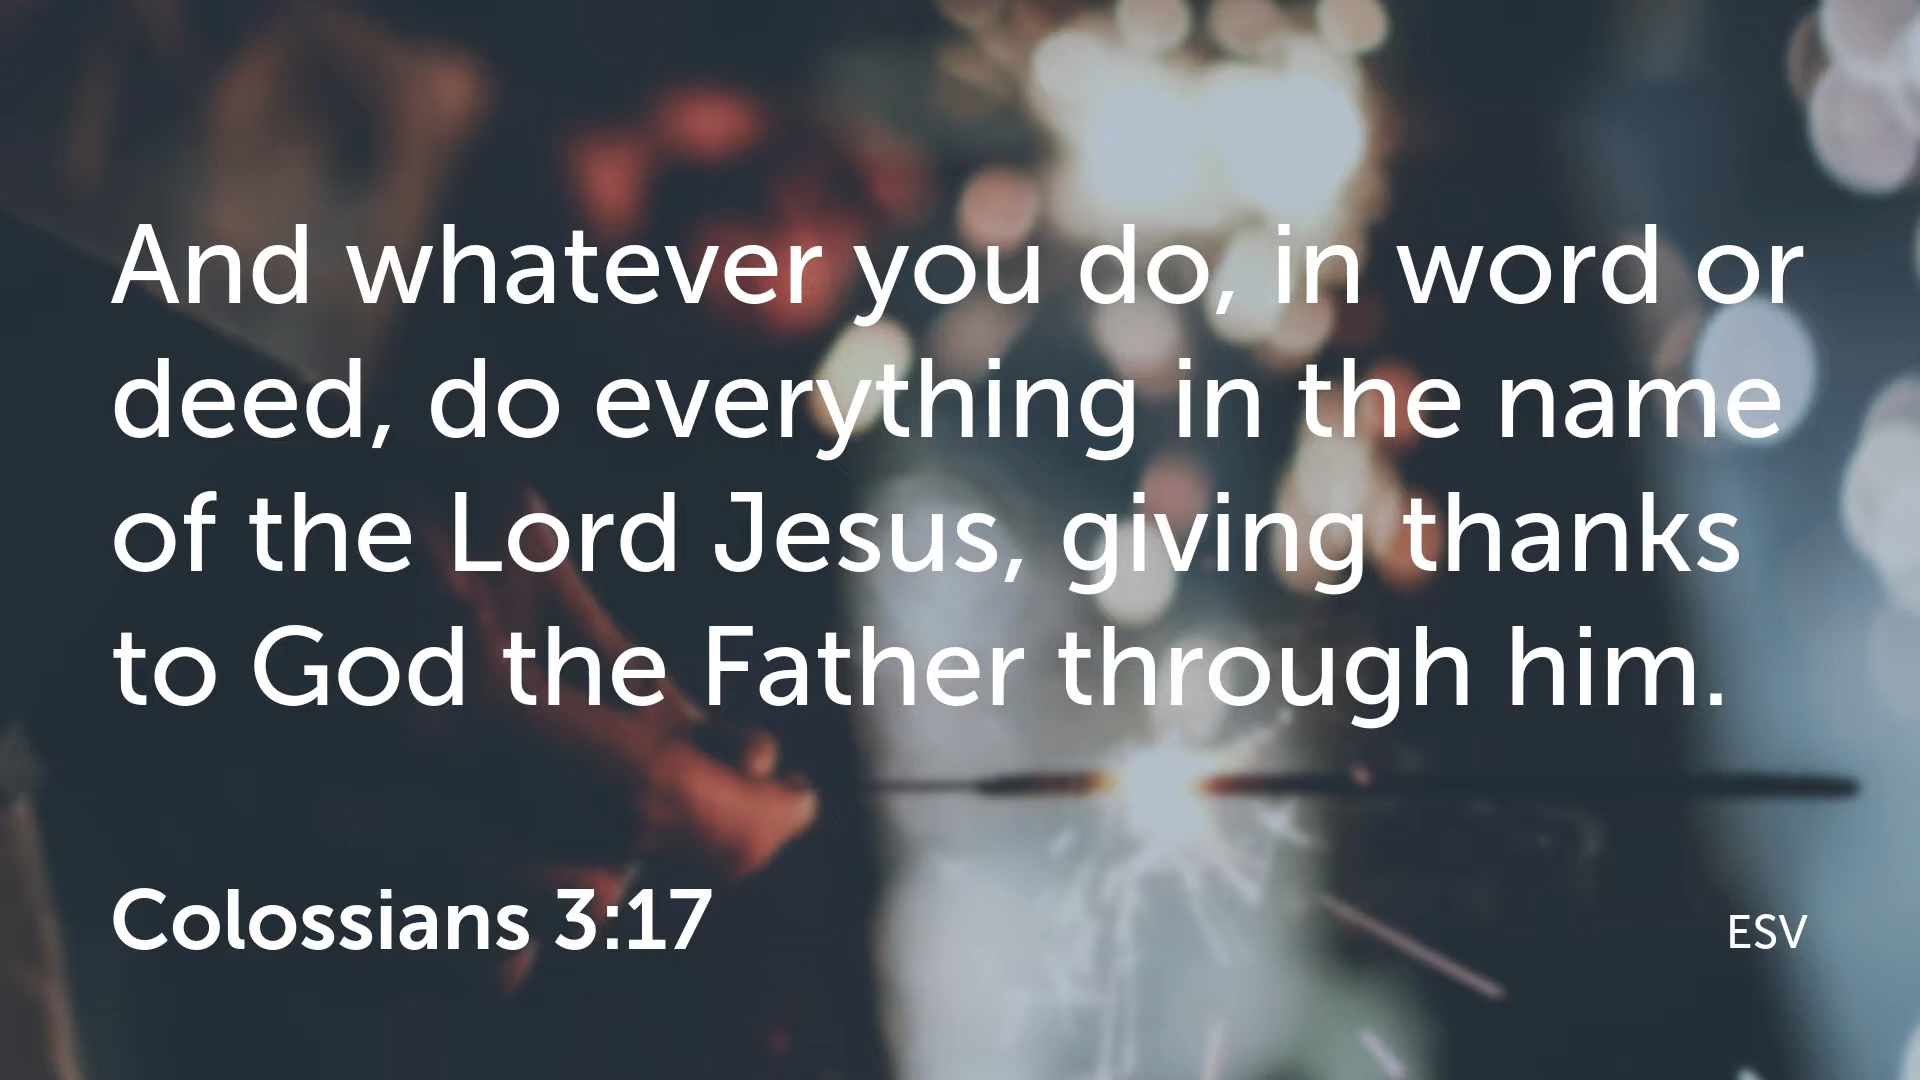 And whatever you do, in word or
deed, do everything in the name
of the Lord Jesus, giving thanks
to God the Father through him.
Colossians 3:17
ESV